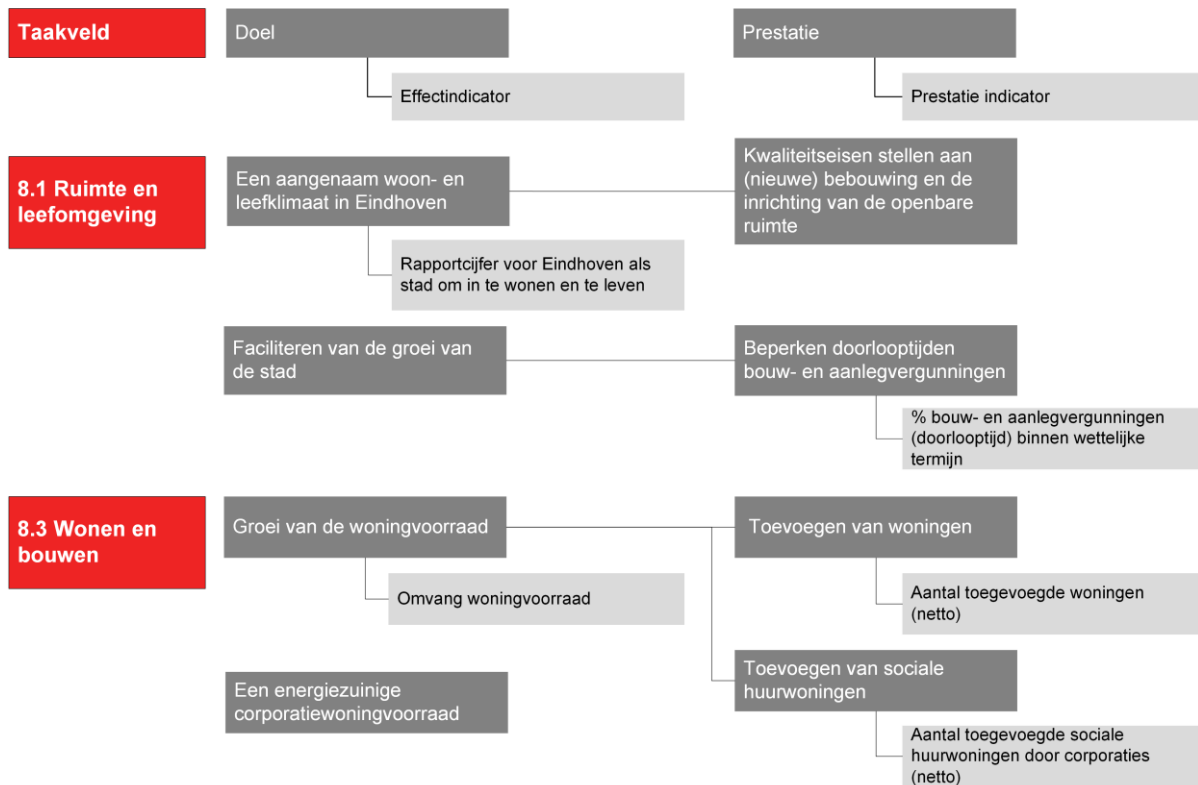 Taakveld
Doel
Prestatie
Effectindicator
Prestatie indicator
8.1 Ruimte en
leefomgeving
Een aangenaam woon- en
leefklimaat in Eindhoven
Kwaliteitseisen stellen aan
(nieuwe) bebouwing en de
inrichting van de openbare
ruimte
Rapportcijfer voor Eindhoven als
stad om in te wonen en te leven
Faciliteren van de groei van
de stad
Beperken doorlooptijden
bouw- en aanlegvergunningen
% bouw- en aanlegvergunningen
(doorlooptijd) binnen wettelijke
termijn
8.3 Wonen en
bouwen
Groei van de woningvoorraad
Toevoegen van woningen
Omvang woningvoorraad
Aantal toegevoegde woningen
(netto)
Een energiezuinige
corporatiewoningvoorraad
Toevoegen van sociale
huurwoningen
Aantal toegevoegde sociale
huurwoningen door corporaties
(netto)